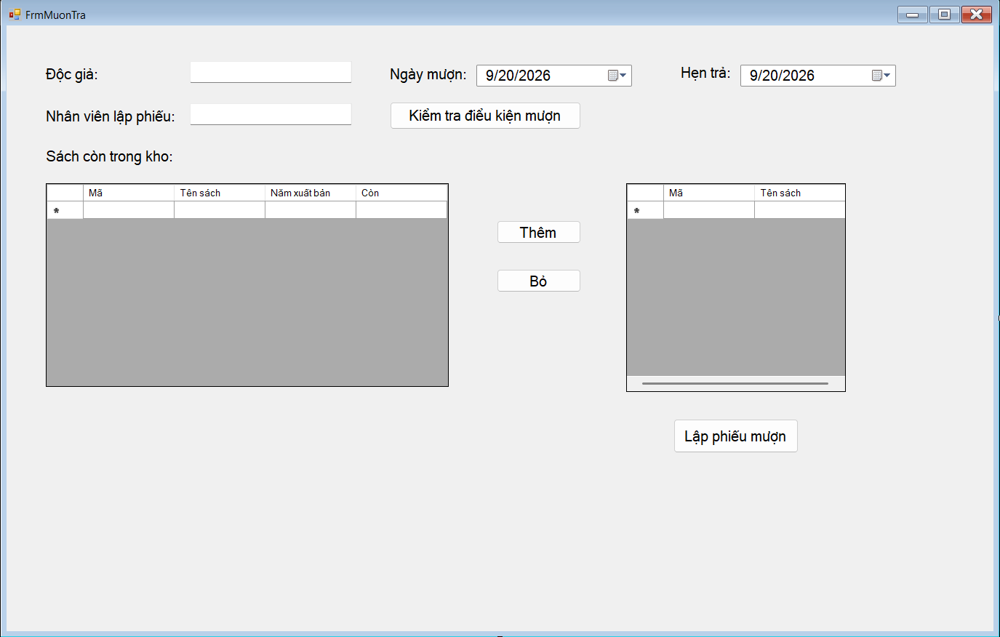 FrmMuonTra
Độc giả:
Ngày mượn: 9/20/2026
Hẹn trả: 9/20/2026
Nhân viên lập phiếu:
Kiểm tra điểu kiện mượn
Sách còn trong kho:
Mã Tên sách Năm xuất bản Còn
*
Mã Tên sách
*
Thêm
Bỏ
Lập phiếu mượn